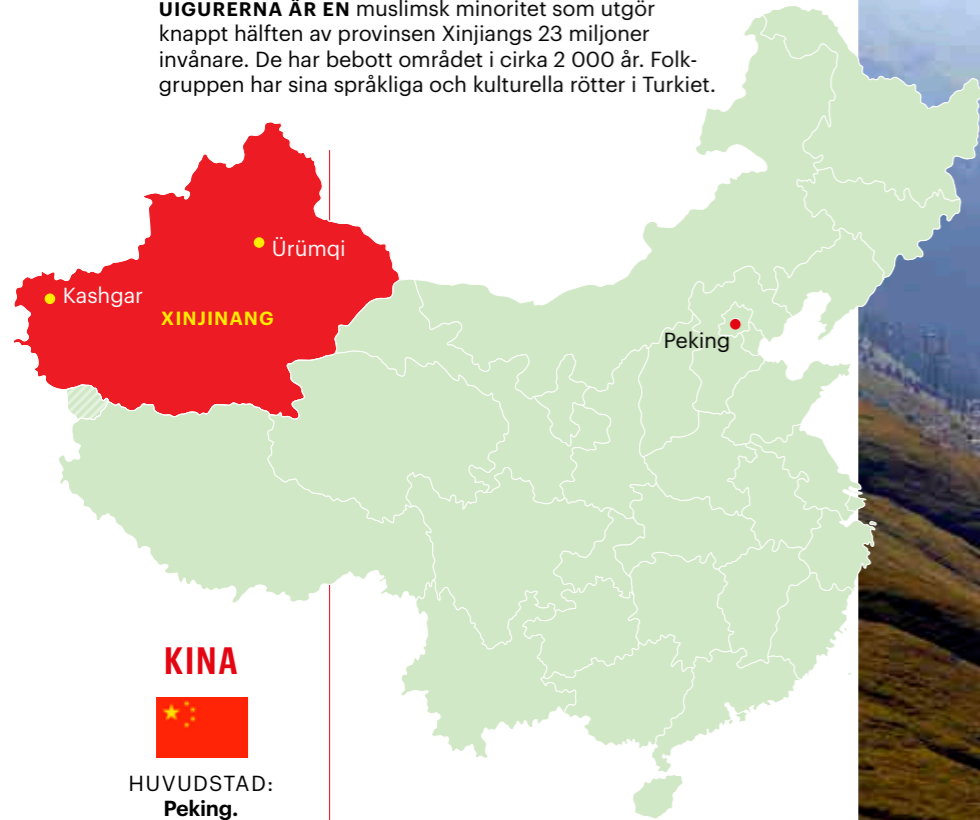 UIGURERNA ÄR EN muslimsk minoritet som utgör
knappt hälften av provinsen Xinjiangs 23 miljoner
invånare. De har bebott området i cirka 2 000 år. Folk-
gruppen har sina språkliga och kulturella rötter i Turkiet.
Ürümqi
Kashgar
XINJINANG
Peking
KINA
HUVUDSTAD:
Peking.